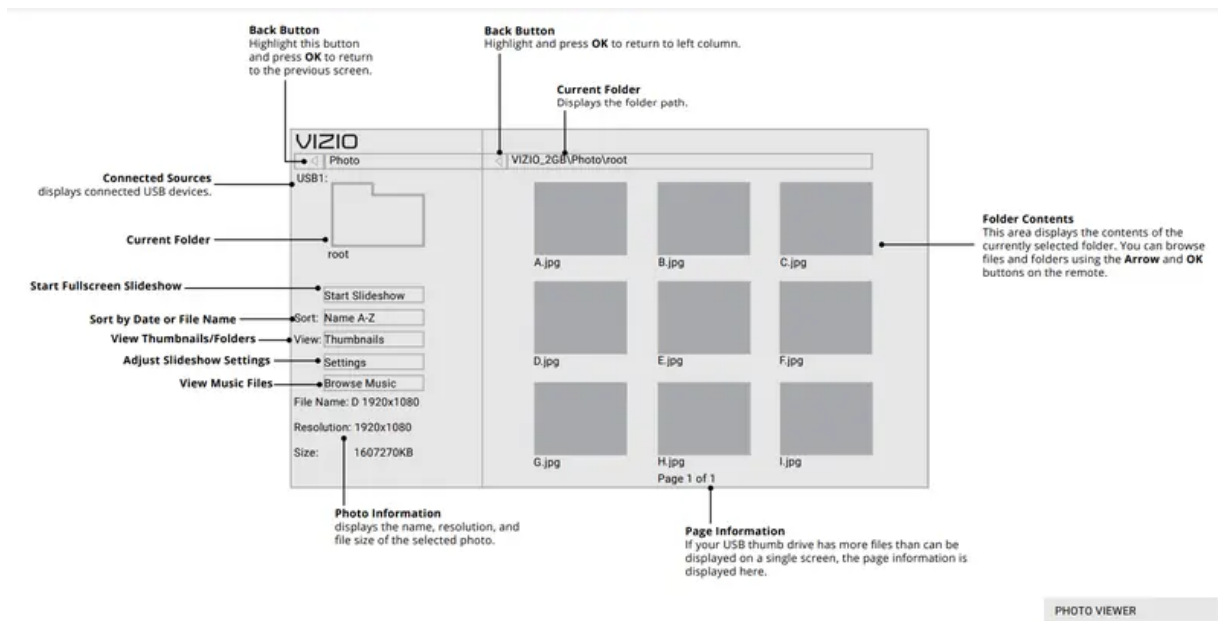 Back Button
Highlight this button
and press OK to return
to the previous screen.
Back Button
Highlight and press OK to return to left column.
Current Folder
Displays the folder path.
VIZIO
Photo
VIZIO_2GB\Photo\root
Connected Sources
displays connected USB devices.
USB1:
Current Folder
root
Start Fullscreen Slideshow
Start Slideshow
Sort by Date or File Name
Sort: Name A-Z
View Thumbnails/Folders
View: Thumbnails
Adjust Slideshow Settings
Settings
View Music Files
Browse Music
File Name: D 1920x1080
Resolution: 1920x1080
Size: 1607270KB
A.jpg
B.jpg
C.jpg
D.jpg
E.jpg
F.jpg
G.jpg
H.jpg
I.jpg
Page 1 of 1
Folder Contents
This area displays the contents of the
currently selected folder. You can browse
files and folders using the Arrow and OK
buttons on the remote.
Photo Information
displays the name, resolution, and
file size of the selected photo.
Page Information
If your USB thumb drive has more files than can be
displayed on a single screen, the page information is
displayed here.
PHOTO VIEWER